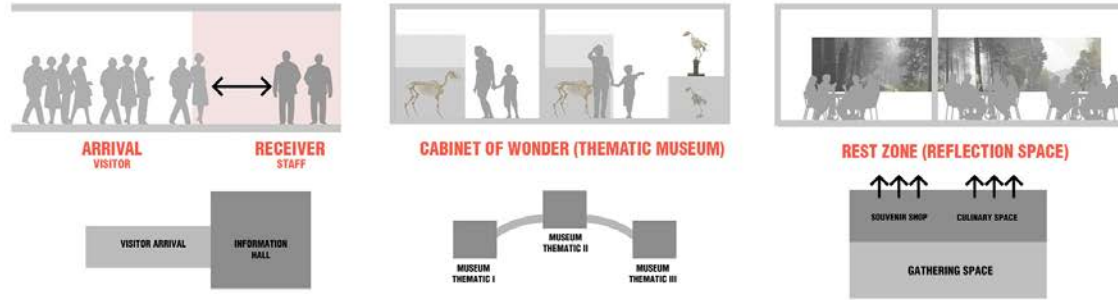 ARRIVAL
VISITOR
RECEIVER
STAFF
CABINET OF WONDER (THEMATIC MUSEUM)
REST ZONE (REFLECTION SPACE)
VISITOR ARRIVAL
INFORMATION
HALL
MUSEUM
THEMATIC I
MUSEUM
THEMATIC II
MUSEUM
THEMATIC III
SOUVENIR SHOP
CULINARY SPACE
GATHERING SPACE